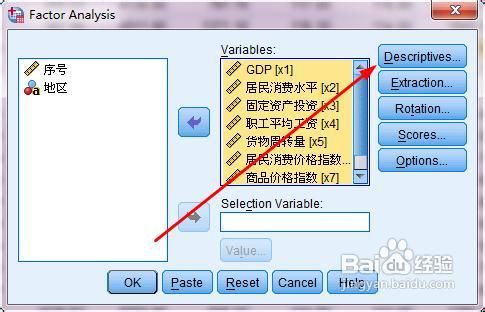 Factor Analysis
序号
地区
Variables:
GDP [x1]
居民消费水平 [x2]
固定资产投资 [x3]
职工平均工资 [x4]
货物周转量 [x5]
居民消费价格指数...
商品价格指数 [x7]
Descriptives...
Extraction...
Rotation...
Scores...
Options...
Selection Variable:
Value...
OK
Paste
Reset
Cancel
Help
Baidu 经验
jingyan.baidu.com